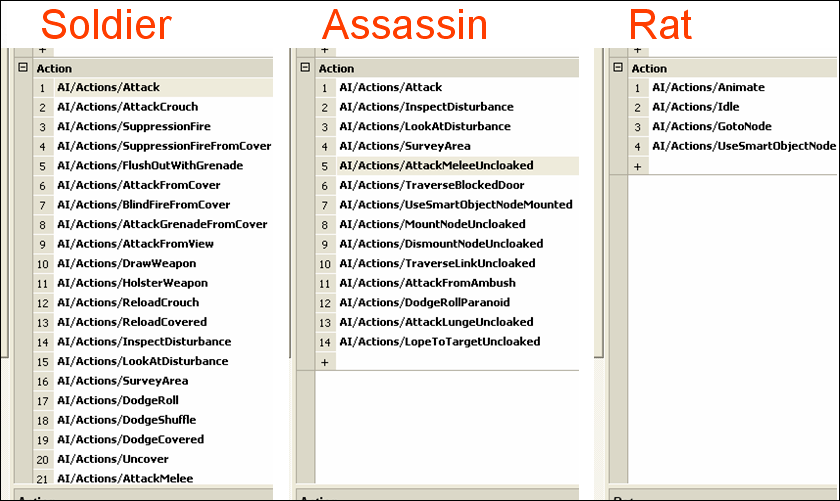 Soldier
Action
1 AI/Actions/Attack
2 AI/Actions/AttackCrouch
3 AI/Actions/SuppressionFire
4 AI/Actions/SuppressionFireFromCover
5 AI/Actions/FlushOutWithGrenade
6 AI/Actions/AttackFromCover
7 AI/Actions/BlindFireFromCover
8 AI/Actions/AttackGrenadeFromCover
9 AI/Actions/AttackFromView
10 AI/Actions/DrawWeapon
11 AI/Actions/HolsterWeapon
12 AI/Actions/ReloadCrouch
13 AI/Actions/ReloadCovered
14 AI/Actions/InspectDisturbance
15 AI/Actions/LookAtDisturbance
16 AI/Actions/SurveyArea
17 AI/Actions/DodgeRoll
18 AI/Actions/DodgeShuffle
19 AI/Actions/DodgeCovered
20 AI/Actions/Uncover
21 AI/Actions/AttackMelee
Assassin
Action
1 AI/Actions/Attack
2 AI/Actions/InspectDisturbance
3 AI/Actions/LookAtDisturbance
4 AI/Actions/SurveyArea
5 AI/Actions/AttackMeleeUncloaked
6 AI/Actions/TraverseBlockedDoor
7 AI/Actions/UseSmartObjectNodeMounted
8 AI/Actions/MountNodeUncloaked
9 AI/Actions/DismountNodeUncloaked
10 AI/Actions/TraverseLinkUncloaked
11 AI/Actions/AttackFromAmbush
12 AI/Actions/DodgeRollParanoid
13 AI/Actions/AttackLungeUncloaked
14 AI/Actions/LopeToTargetUncloaked
+
Rat
Action
1 AI/Actions/Animate
2 AI/Actions/Idle
3 AI/Actions/GotoNode
4 AI/Actions/UseSmartObjectNode
+